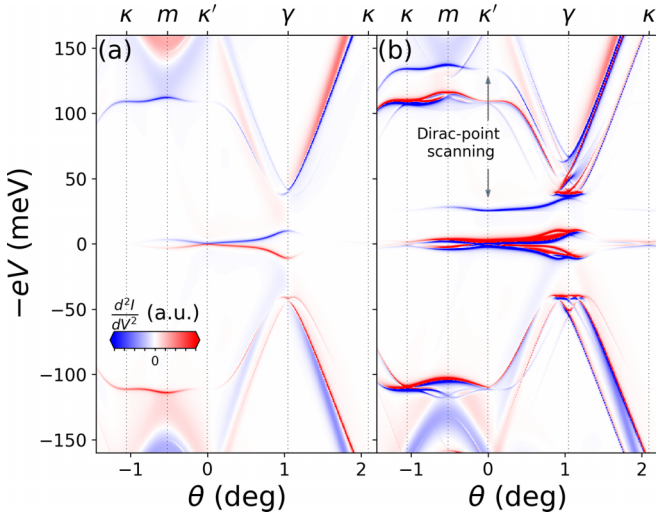 κ m κ′ γ κ κ m κ′ γ κ
(a) (b)
150
100
50
0
−50
−100
−150
−eV (meV)
Dirac-point
scanning
d²I/dV² (a.u.)
0
−1 0 1 2 −1 0 1 2
θ (deg) θ (deg)